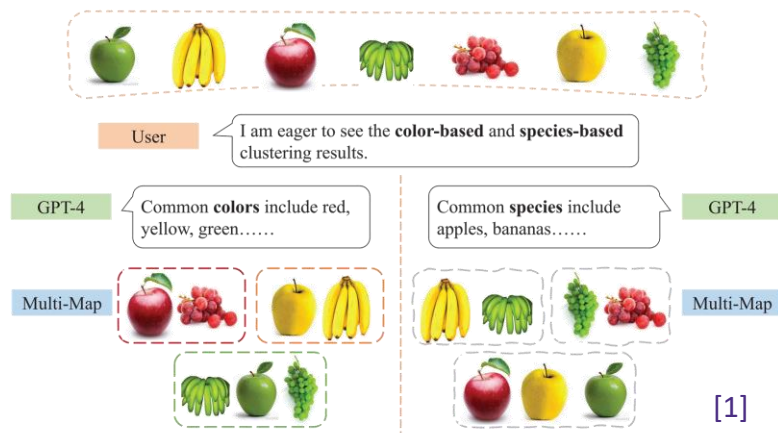 User
I am eager to see the color-based and species-based
clustering results.
GPT-4
Common colors include red,
yellow, green……
Common species include
apples, bananas……
GPT-4
Multi-Map
Multi-Map
[1]